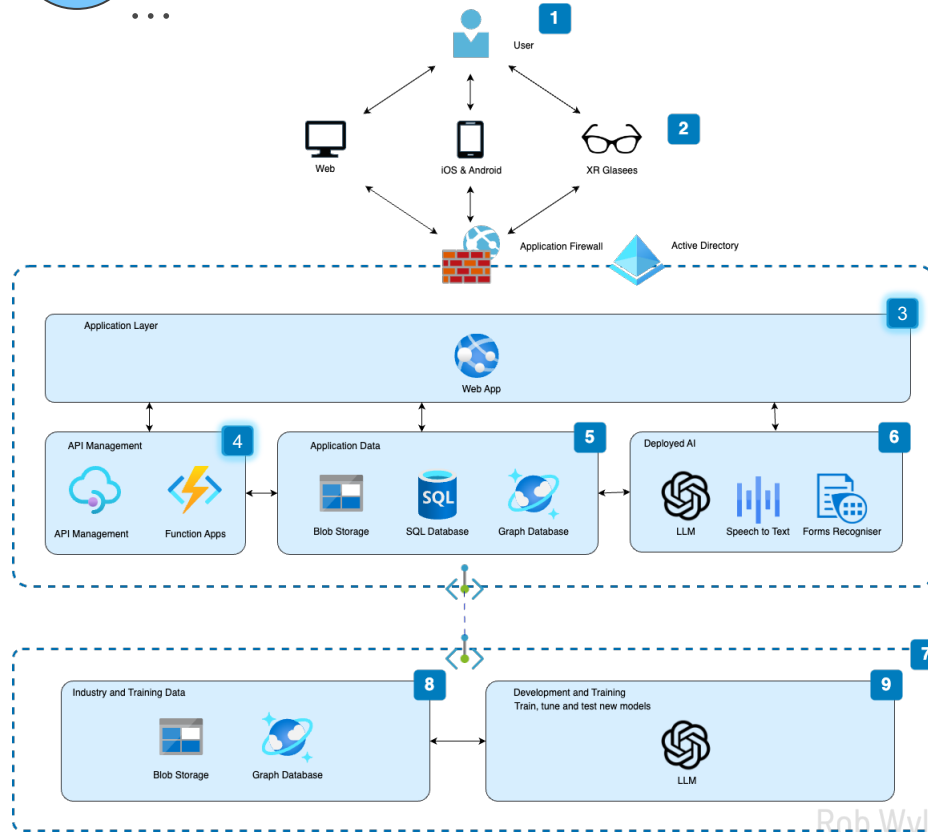 ...
1
User
2
Web
iOS & Android
XR Glasees
Application Firewall
Active Directory
3
Application Layer
Web App
4
API Management
API Management
Function Apps
5
Application Data
SQL
Blob Storage
SQL Database
Graph Database
6
Deployed AI
LLM
Speech to Text
Forms Recogniser
7
8
Industry and Training Data
Blob Storage
Graph Database
9
Development and Training
Train, tune and test new models
LLM
Rob